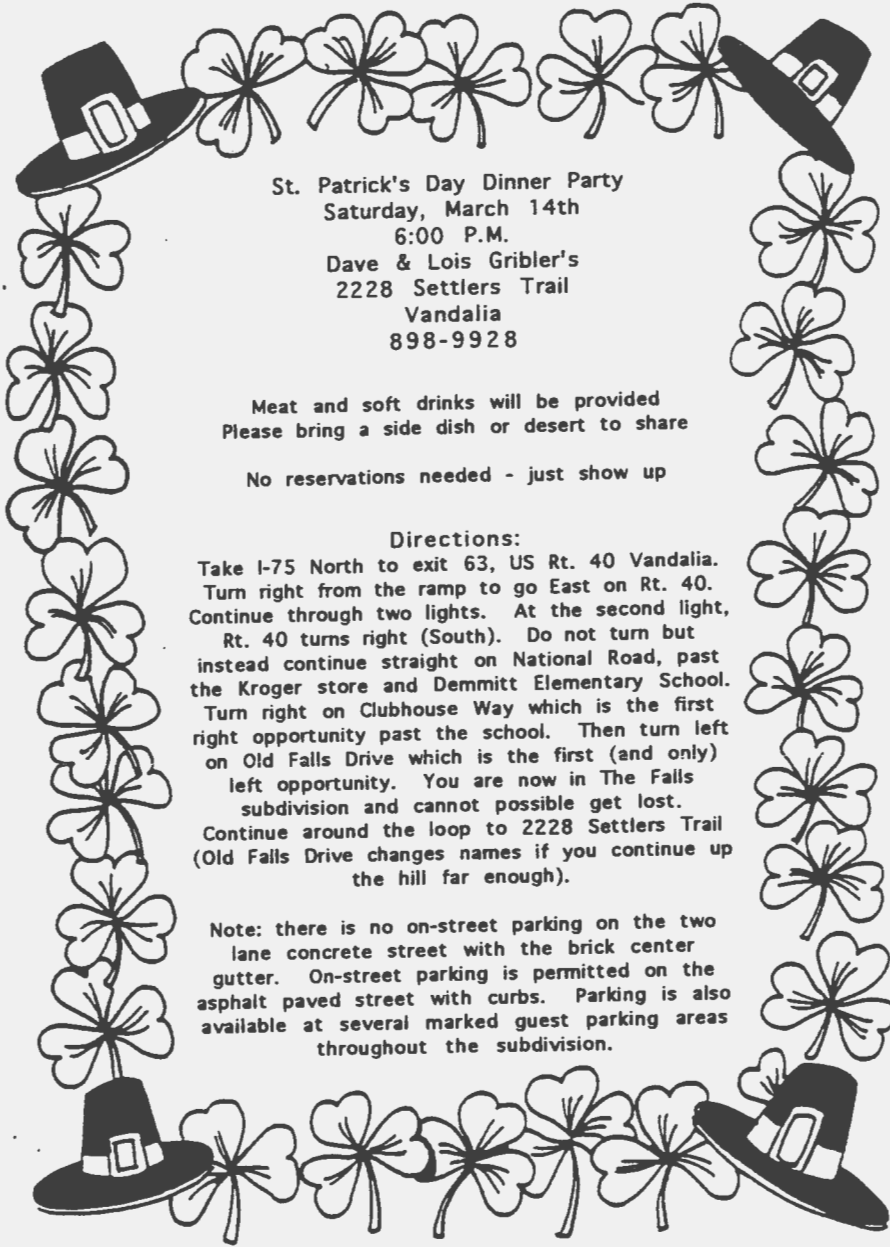 St. Patrick's Day Dinner Party
Saturday, March 14th
6:00 P.M.
Dave & Lois Gribler's
2228 Settlers Trail
Vandalia
898-9928
Meat and soft drinks will be provided
Please bring a side dish or desert to share
No reservations needed - just show up
Directions:
Take I-75 North to exit 63, US Rt. 40 Vandalia.
Turn right from the ramp to go East on Rt. 40.
Continue through two lights. At the second light,
Rt. 40 turns right (South). Do not turn but
instead continue straight on National Road, past
the Kroger store and Demmitt Elementary School.
Turn right on Clubhouse Way which is the first
right opportunity past the school. Then turn left
on Old Falls Drive which is the first (and only)
left opportunity. You are now in The Falls
subdivision and cannot possible get lost.
Continue around the loop to 2228 Settlers Trail
(Old Falls Drive changes names if you continue up
the hill far enough).
Note: there is no on-street parking on the two
lane concrete street with the brick center
gutter. On-street parking is permitted on the
asphalt paved street with curbs. Parking is also
available at several marked guest parking areas
throughout the subdivision.